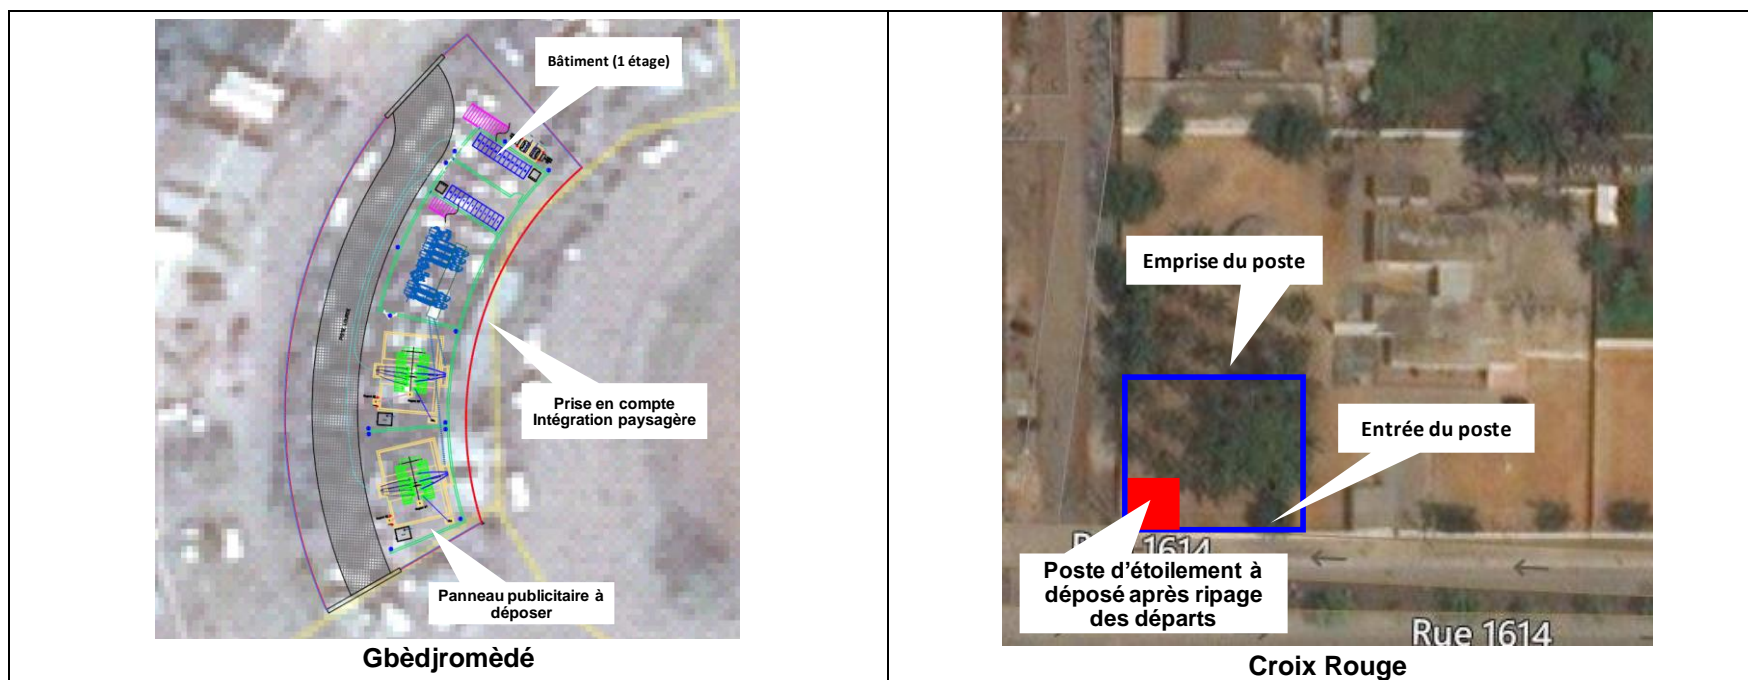 Bâtiment (1 étage)
Prise en compte
Intégration paysagère
Panneau publicitaire à
déposer
Gbèdjromèdé
Emprise du poste
Entrée du poste
1614
Poste d'étoilement à
déposé après ripage
des départs
Rue 1614
Croix Rouge